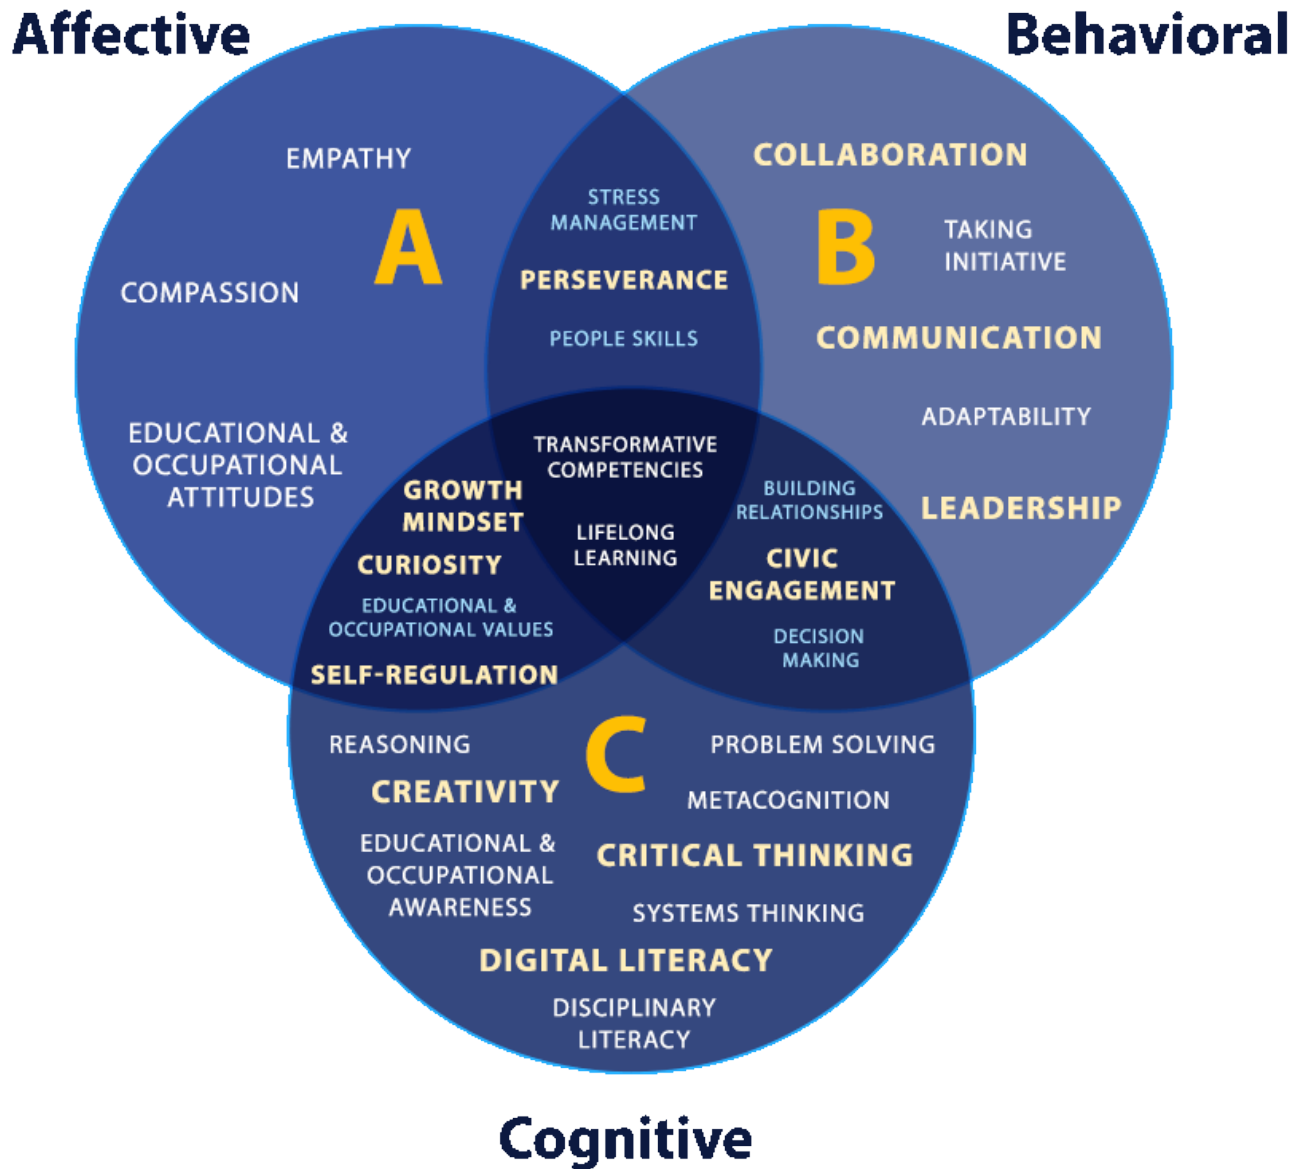 Affective
Behavioral
EMPATHY
A
COMPASSION
EDUCATIONAL &
OCCUPATIONAL
ATTITUDES
STRESS
MANAGEMENT
PERSEVERANCE
PEOPLE SKILLS
COLLABORATION
B
TAKING
INITIATIVE
COMMUNICATION
ADAPTABILITY
LEADERSHIP
TRANSFORMATIVE
COMPETENCIES
LIFELONG
LEARNING
GROWTH
MINDSET
CURIOSITY
EDUCATIONAL &
OCCUPATIONAL VALUES
SELF-REGULATION
BUILDING
RELATIONSHIPS
CIVIC
ENGAGEMENT
DECISION
MAKING
C
REASONING
CREATIVITY
EDUCATIONAL &
OCCUPATIONAL
AWARENESS
PROBLEM SOLVING
METACOGNITION
CRITICAL THINKING
SYSTEMS THINKING
DIGITAL LITERACY
DISCIPLINARY
LITERACY
Cognitive